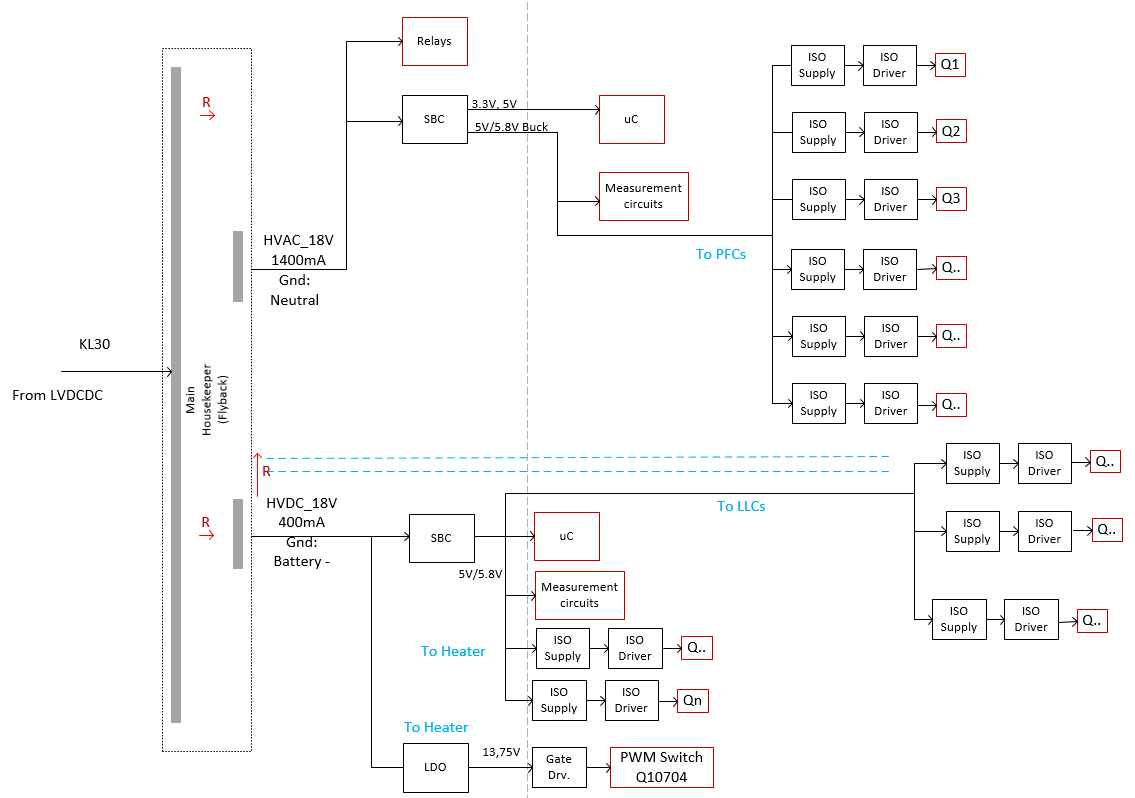 Relays
SBC
3.3V, 5V
5V/5.8V Buck
uC
Measurement
circuits
To PFCs
ISO
Supply
ISO
Driver
Q1
ISO
Supply
ISO
Driver
Q2
ISO
Supply
ISO
Driver
Q3
ISO
Supply
ISO
Driver
Q..
ISO
Supply
ISO
Driver
Q..
ISO
Supply
ISO
Driver
Q..
R
HVAC_18V
1400mA
Gnd:
Neutral
KL30
From LVDCDC
Main
Housekeeper
(Flyback)
R
R
HVDC_18V
400mA
Gnd:
Battery -
SBC
5V/5.8V
uC
Measurement
circuits
To LLCs
ISO
Supply
ISO
Driver
Q..
ISO
Supply
ISO
Driver
Q..
ISO
Supply
ISO
Driver
Q..
To Heater
ISO
Supply
ISO
Driver
Q..
ISO
Supply
ISO
Driver
Qn
To Heater
LDO
13,75V
Gate
Drv.
PWM Switch
Q10704